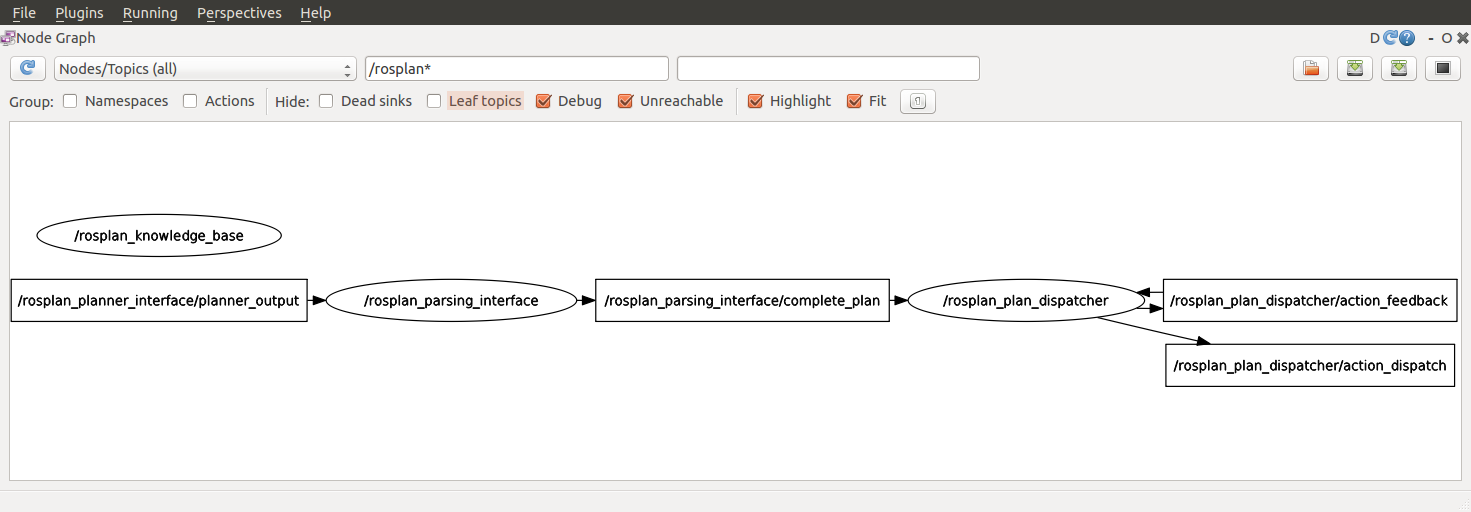 File Plugins Running Perspectives Help
Node Graph D ? - O
Nodes/Topics (all) /rosplan*
Group: Namespaces Actions Hide: Dead sinks Leaf topics Debug Unreachable Highlight Fit
/rosplan_knowledge_base
/rosplan_planner_interface/planner_output /rosplan_parsing_interface /rosplan_parsing_interface/complete_plan /rosplan_plan_dispatcher /rosplan_plan_dispatcher/action_feedback
/rosplan_plan_dispatcher/action_dispatch